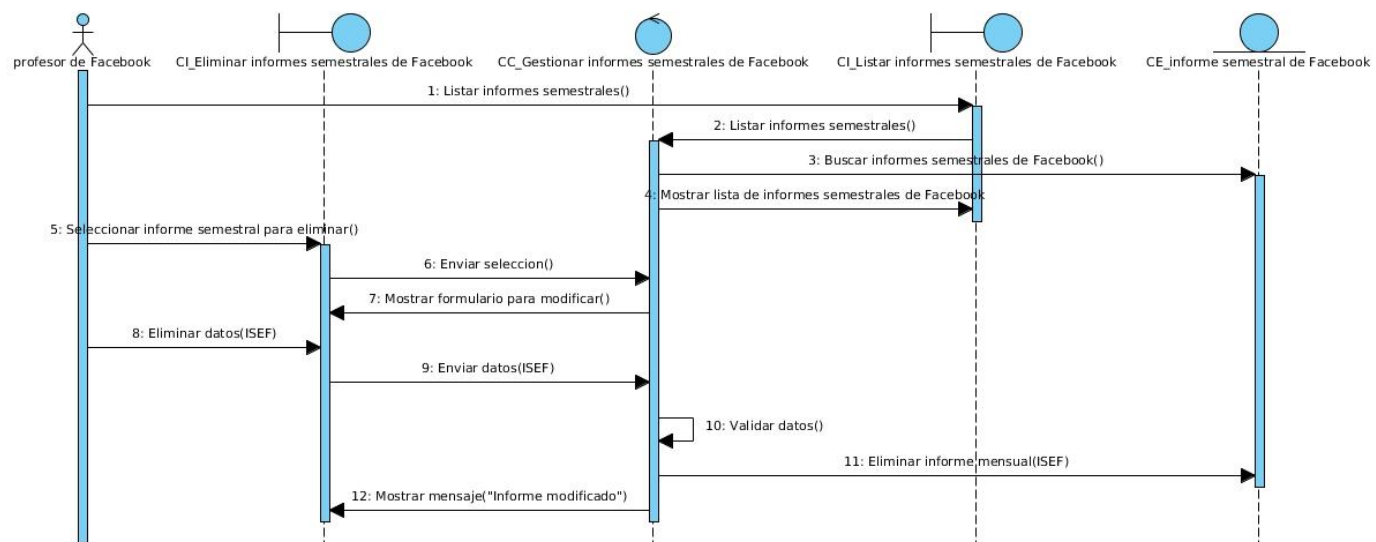 profesor de Facebook
CI_Eliminar informes semestrales de Facebook
CC_Gestionar informes semestrales de Facebook
CI_Listar informes semestrales de Facebook
CE_informe semestral de Facebook
1: Listar informes semestrales()
2: Listar informes semestrales()
3: Buscar informes semestrales de Facebook()
4: Mostrar lista de informes semestrales de Facebook
5: Seleccionar informe semestral para eliminar()
6: Enviar seleccion()
7: Mostrar formulario para modificar()
8: Eliminar datos(ISEF)
9: Enviar datos(ISEF)
10: Validar datos()
11: Eliminar informe mensual(ISEF)
12: Mostrar mensaje("Informe modificado")